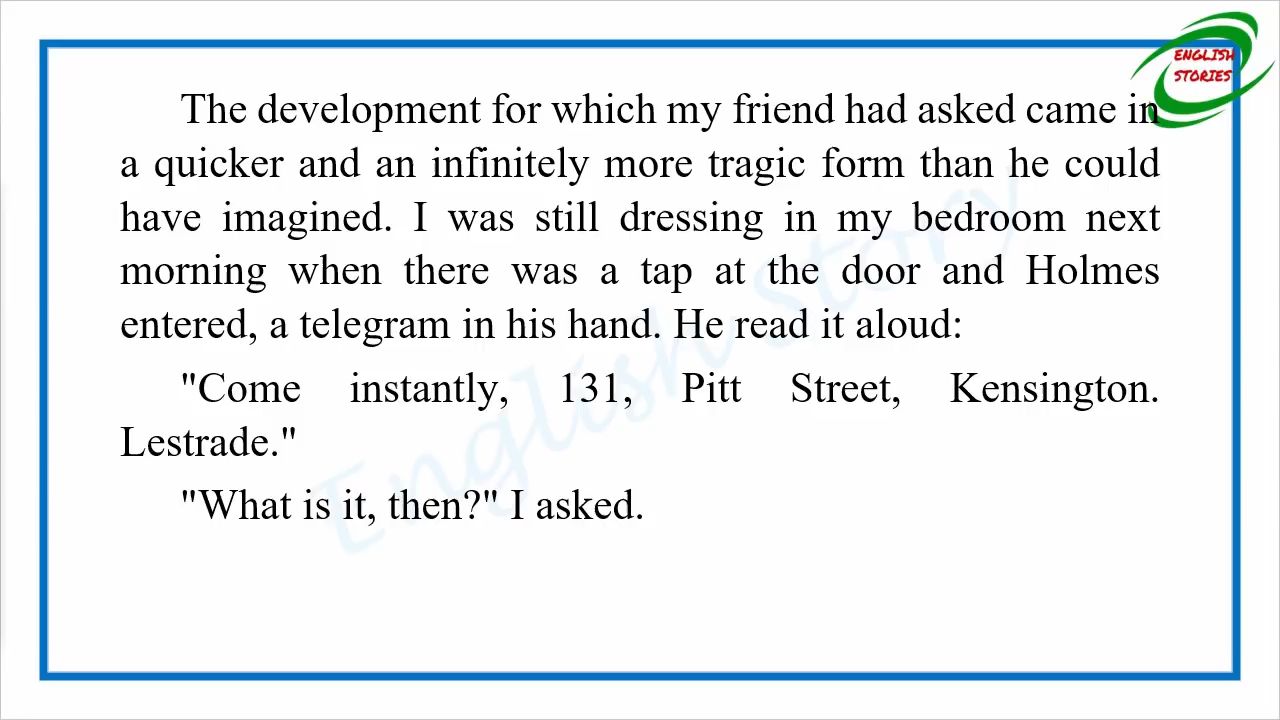 ENGLISH
STORIES
The development for which my friend had asked came in
a quicker and an infinitely more tragic form than he could
have imagined. I was still dressing in my bedroom next
morning when there was a tap at the door and Holmes
entered, a telegram in his hand. He read it aloud:
"Come instantly, 131, Pitt Street, Kensington.
Lestrade."
"What is it, then?" I asked.
English Story